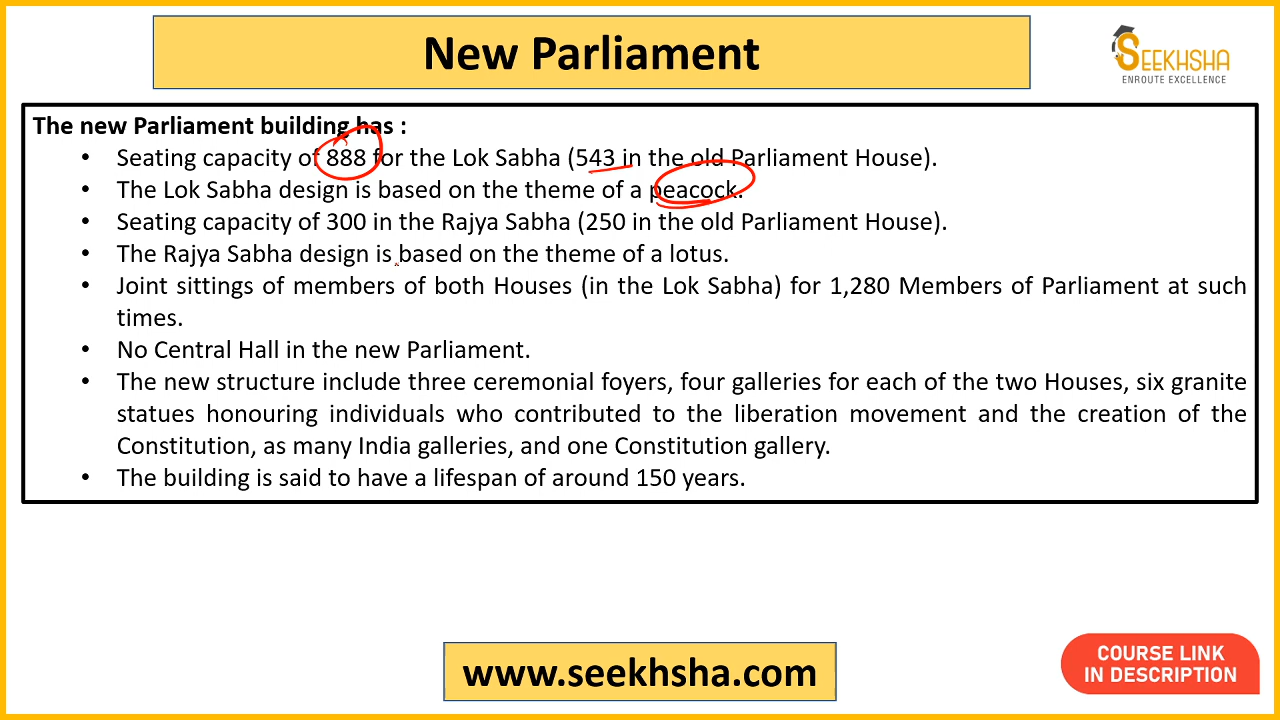 New Parliament
SEEKHSHA
ENROUTE EXCELLENCE
The new Parliament building has :
• Seating capacity of 888 for the Lok Sabha (543 in the old Parliament House).
• The Lok Sabha design is based on the theme of a peacock.
• Seating capacity of 300 in the Rajya Sabha (250 in the old Parliament House).
• The Rajya Sabha design is based on the theme of a lotus.
• Joint sittings of members of both Houses (in the Lok Sabha) for 1,280 Members of Parliament at such
times.
• No Central Hall in the new Parliament.
• The new structure include three ceremonial foyers, four galleries for each of the two Houses, six granite
statues honouring individuals who contributed to the liberation movement and the creation of the
Constitution, as many India galleries, and one Constitution gallery.
• The building is said to have a lifespan of around 150 years.
www.seekhsha.com
COURSE LINK
IN DESCRIPTION